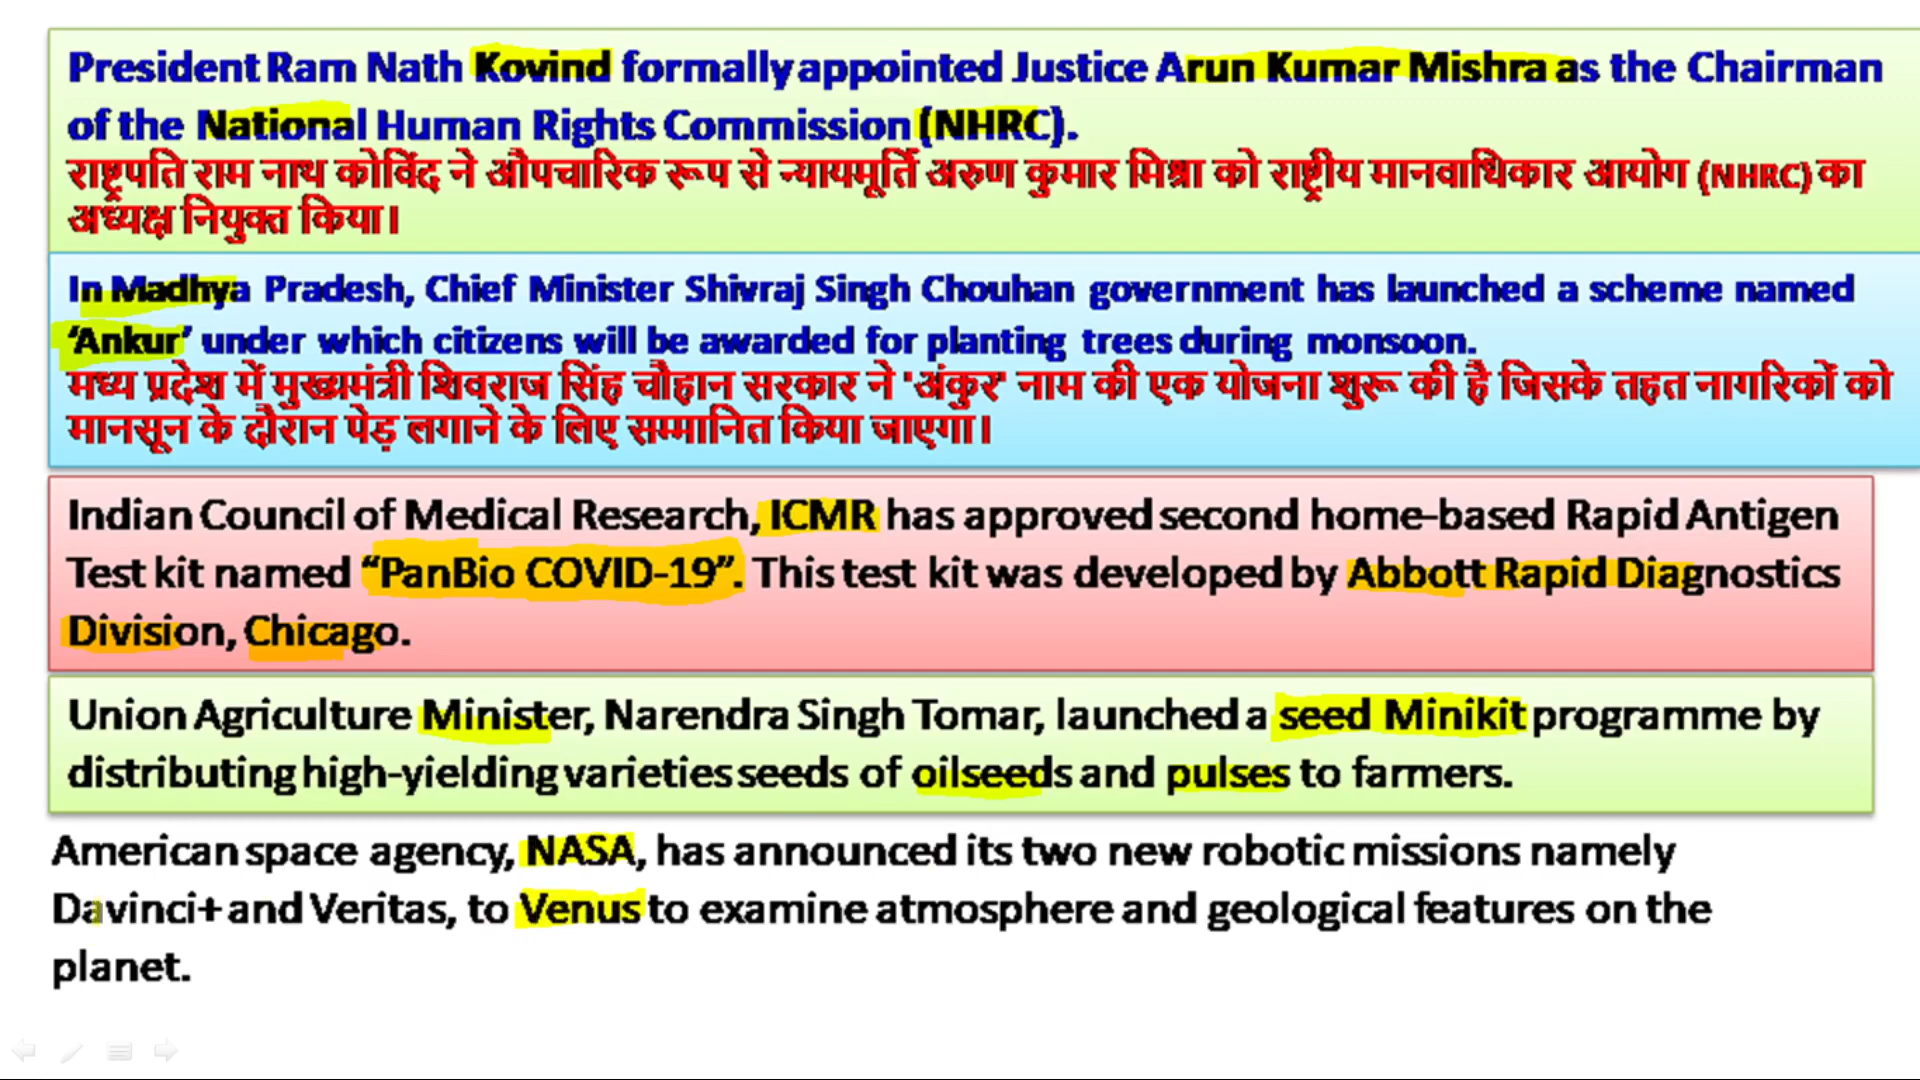 President Ram Nath Kovind formally appointed Justice Arun Kumar Mishra as the Chairman
of the National Human Rights Commission (NHRC).
राष्ट्रपति राम नाथ कोविंद ने औपचारिक रूप से न्यायमूर्ति अरुण कुमार मिश्रा को राष्ट्रीय मानवाधिकार आयोग (NHRC) का
अध्यक्ष नियुक्त किया।
In Madhya Pradesh, Chief Minister Shivraj Singh Chouhan government has launched a scheme named
‘Ankur’ under which citizens will be awarded for planting trees during monsoon.
मध्य प्रदेश में मुख्यमंत्री शिवराज सिंह चौहान सरकार ने 'अंकुर' नाम की एक योजना शुरू की है जिसके तहत नागरिकों को
मानसून के दौरान पेड़ लगाने के लिए सम्मानित किया जाएगा।
Indian Council of Medical Research, ICMR has approved second home-based Rapid Antigen
Test kit named “PanBio COVID-19”. This test kit was developed by Abbott Rapid Diagnostics
Division, Chicago.
Union Agriculture Minister, Narendra Singh Tomar, launched a seed Minikit programme by
distributing high-yielding varieties seeds of oilseeds and pulses to farmers.
American space agency, NASA, has announced its two new robotic missions namely
Davinci+ and Veritas, to Venus to examine atmosphere and geological features on the
planet.